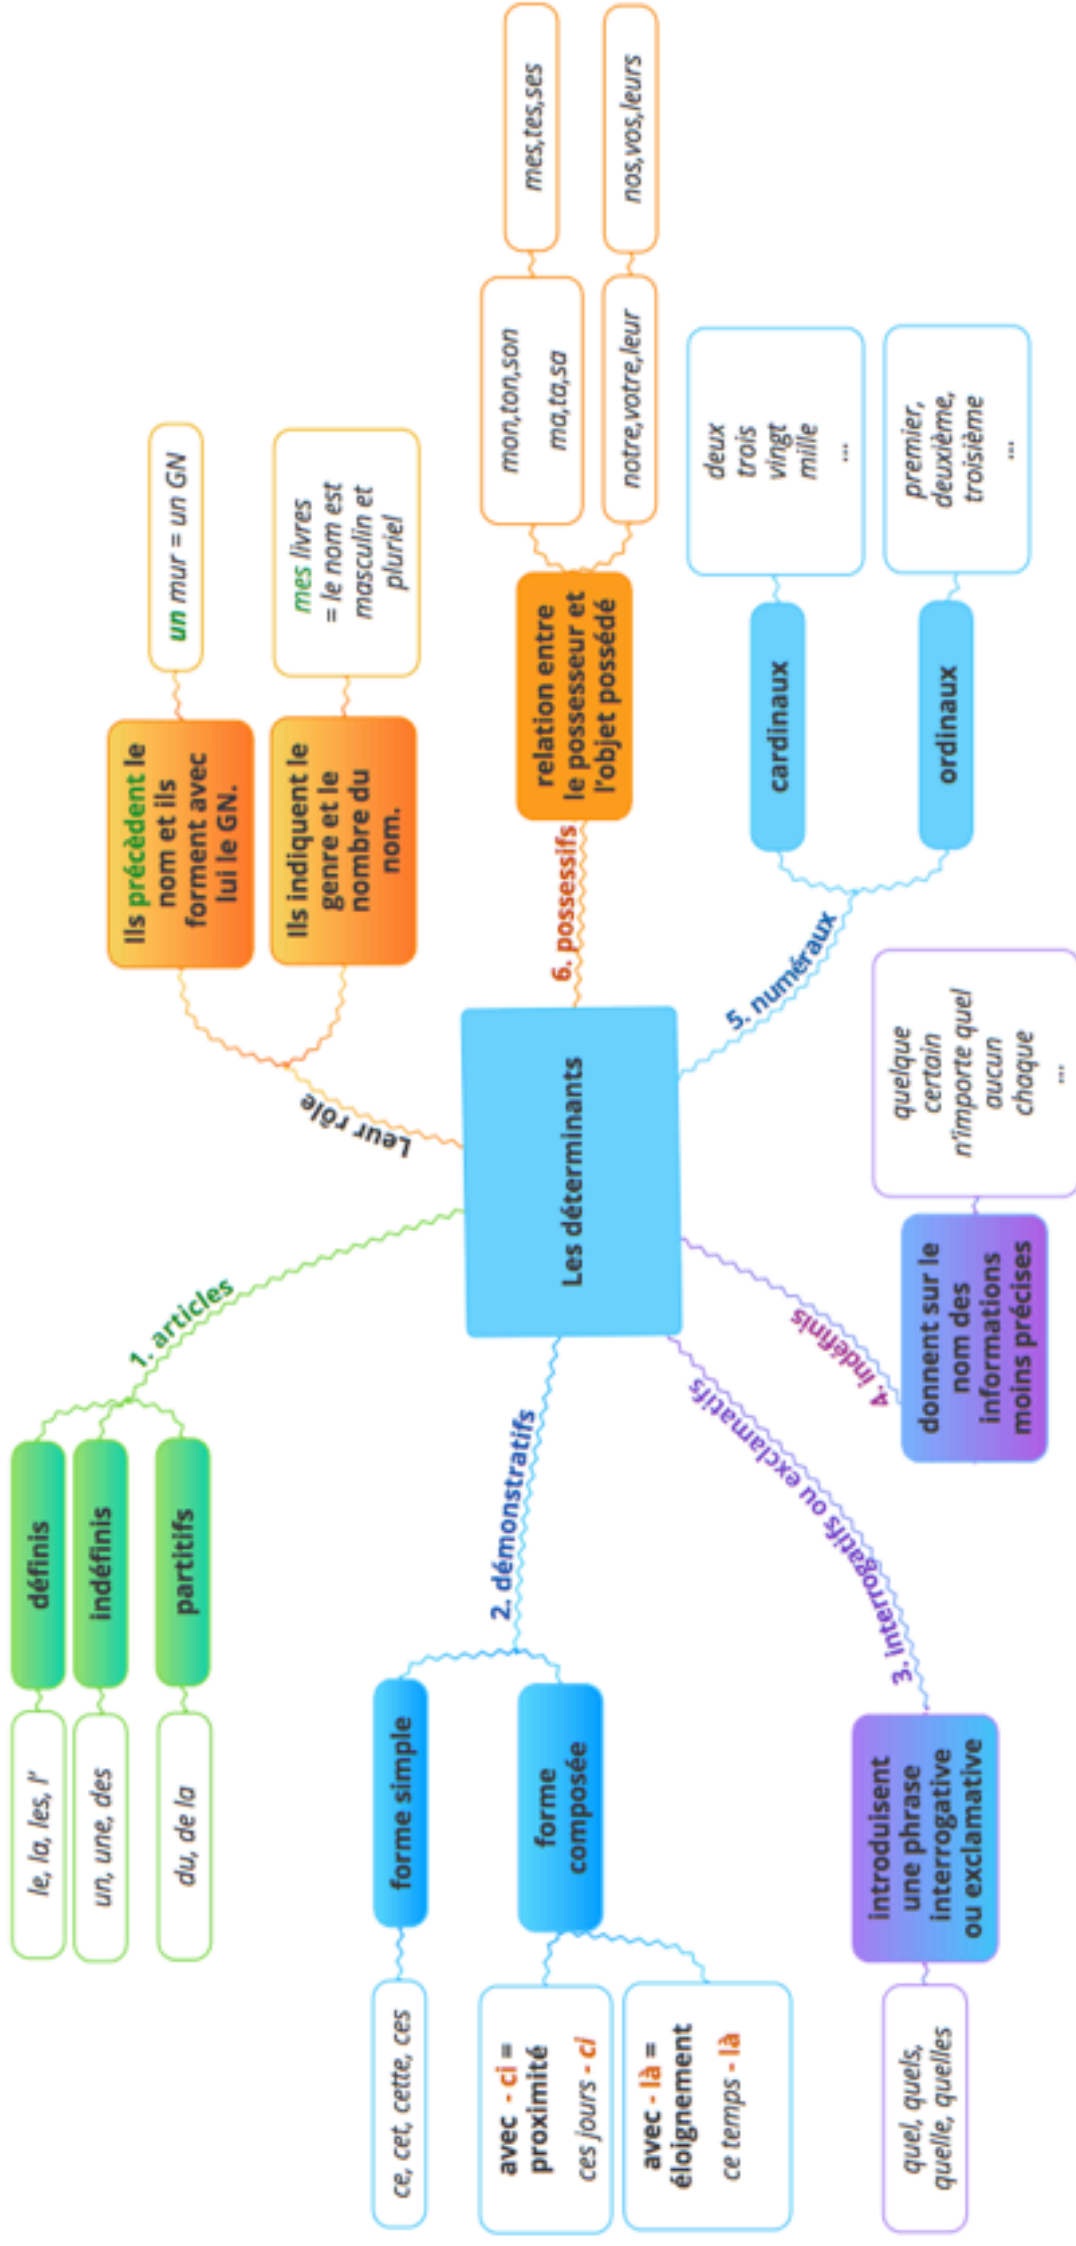 Les déterminants
Leur rôle
Ils précèdent le
nom et ils
forment avec
lui le GN.
un mur = un GN
Ils indiquent le
genre et le
nombre du
nom.
mes livres
= le nom est
masculin et
pluriel
1. articles
définis
le, la, les, l'
indéfinis
un, une, des
partitifs
du, de la
2. démonstratifs
forme simple
ce, cet, cette, ces
forme
composée
avec - ci =
proximité
ces jours - ci
avec - là =
éloignement
ce temps - là
3. interrogatifs ou exclamatifs
introduisent
une phrase
interrogative
ou exclamative
quel, quels,
quelle, quelles
4. indéfinis
donnent sur le
nom des
informations
moins précises
quelque
certain
n'importe quel
aucun
chaque
...
5. numéraux
cardinaux
deux
trois
vingt
mille
...
ordinaux
premier,
deuxième,
troisième
...
6. possessifs
relation entre
le possesseur et
l'objet possédé
mon,ton,son
ma,ta,sa
mes,tes,ses
notre,votre,leur
nos,vos,leurs